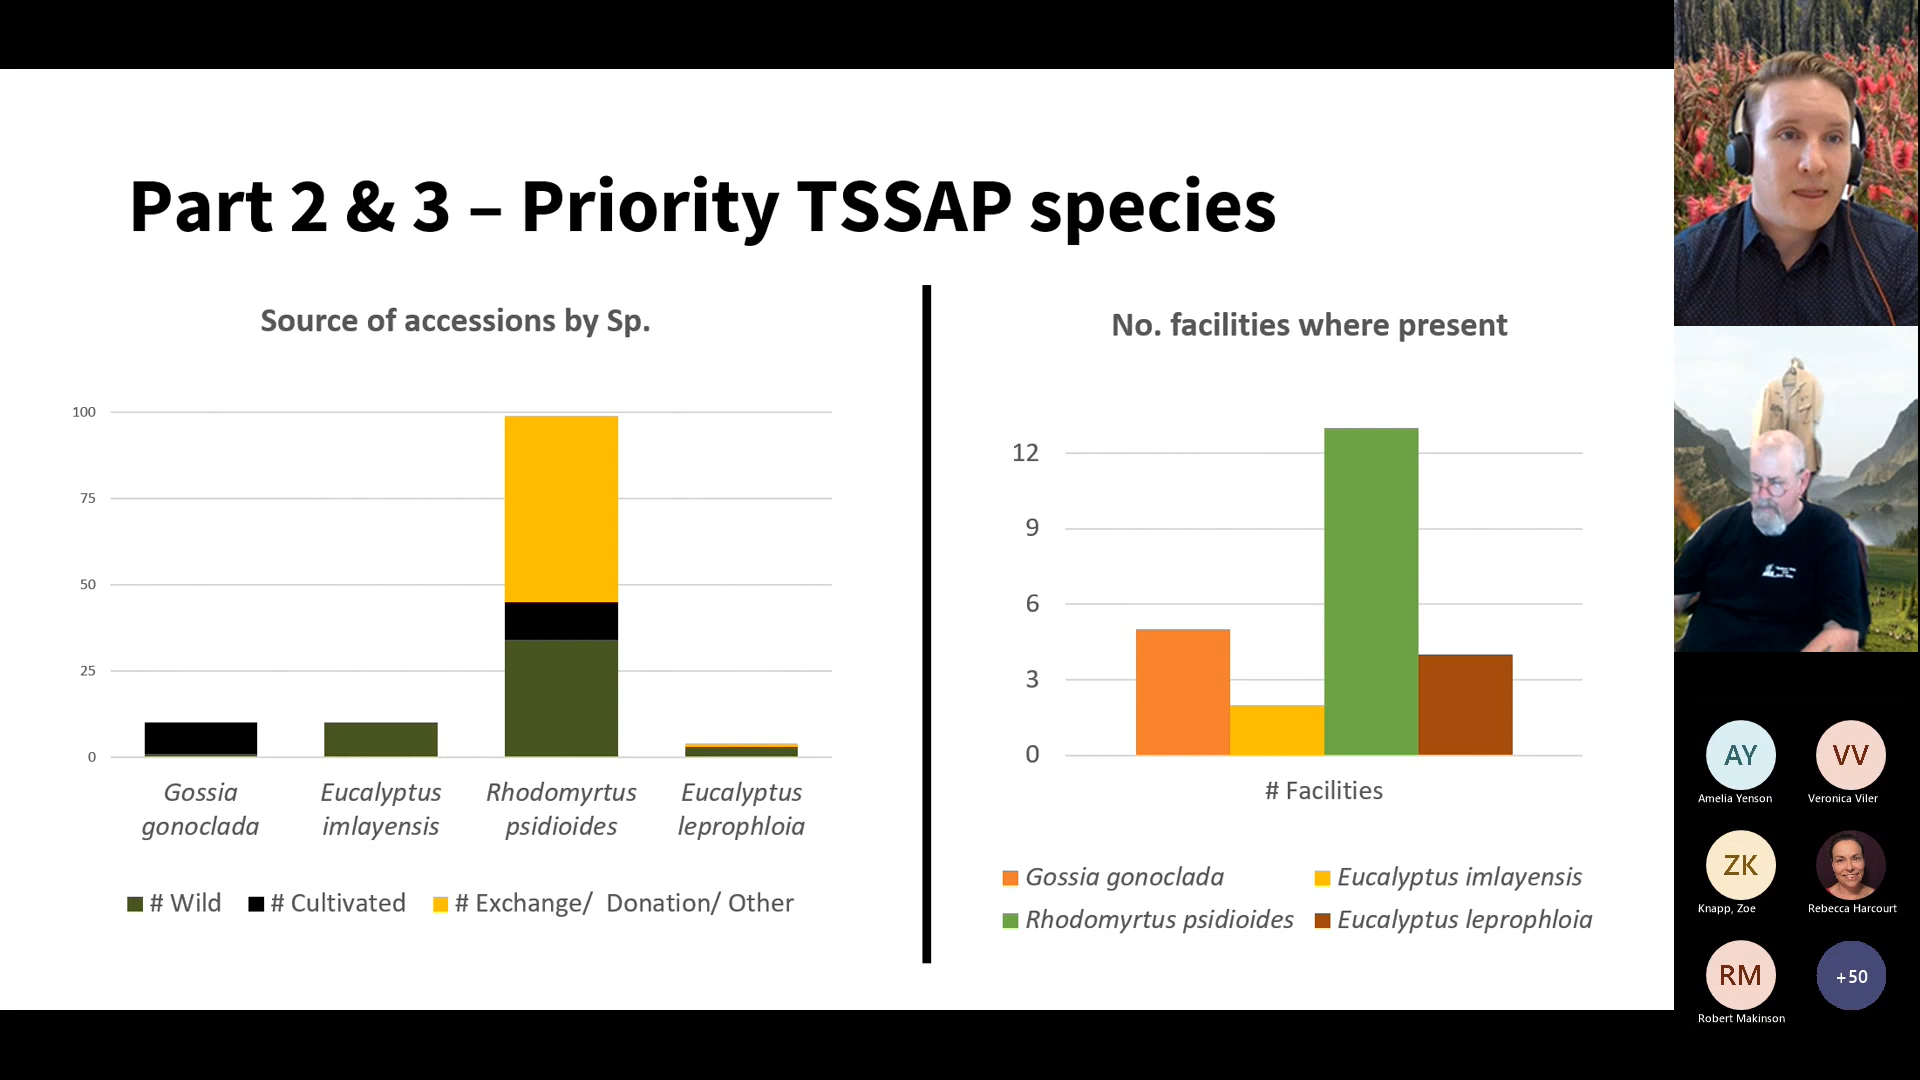 Part 2 & 3 – Priority TSSAP species
Source of accessions by Sp.
100
75
50
25
0
Gossia gonoclada
Eucalyptus imlayensis
Rhodomyrtus psidioides
Eucalyptus leprophloia
# Wild
# Cultivated
# Exchange/ Donation/ Other
No. facilities where present
12
9
6
3
0
# Facilities
Gossia gonoclada
Eucalyptus imlayensis
Rhodomyrtus psidioides
Eucalyptus leprophloia
AY
Amelia Yenson
VV
Veronica Viler
ZK
Knapp, Zoe
Rebecca Harcourt
RM
Robert Makinson
+50